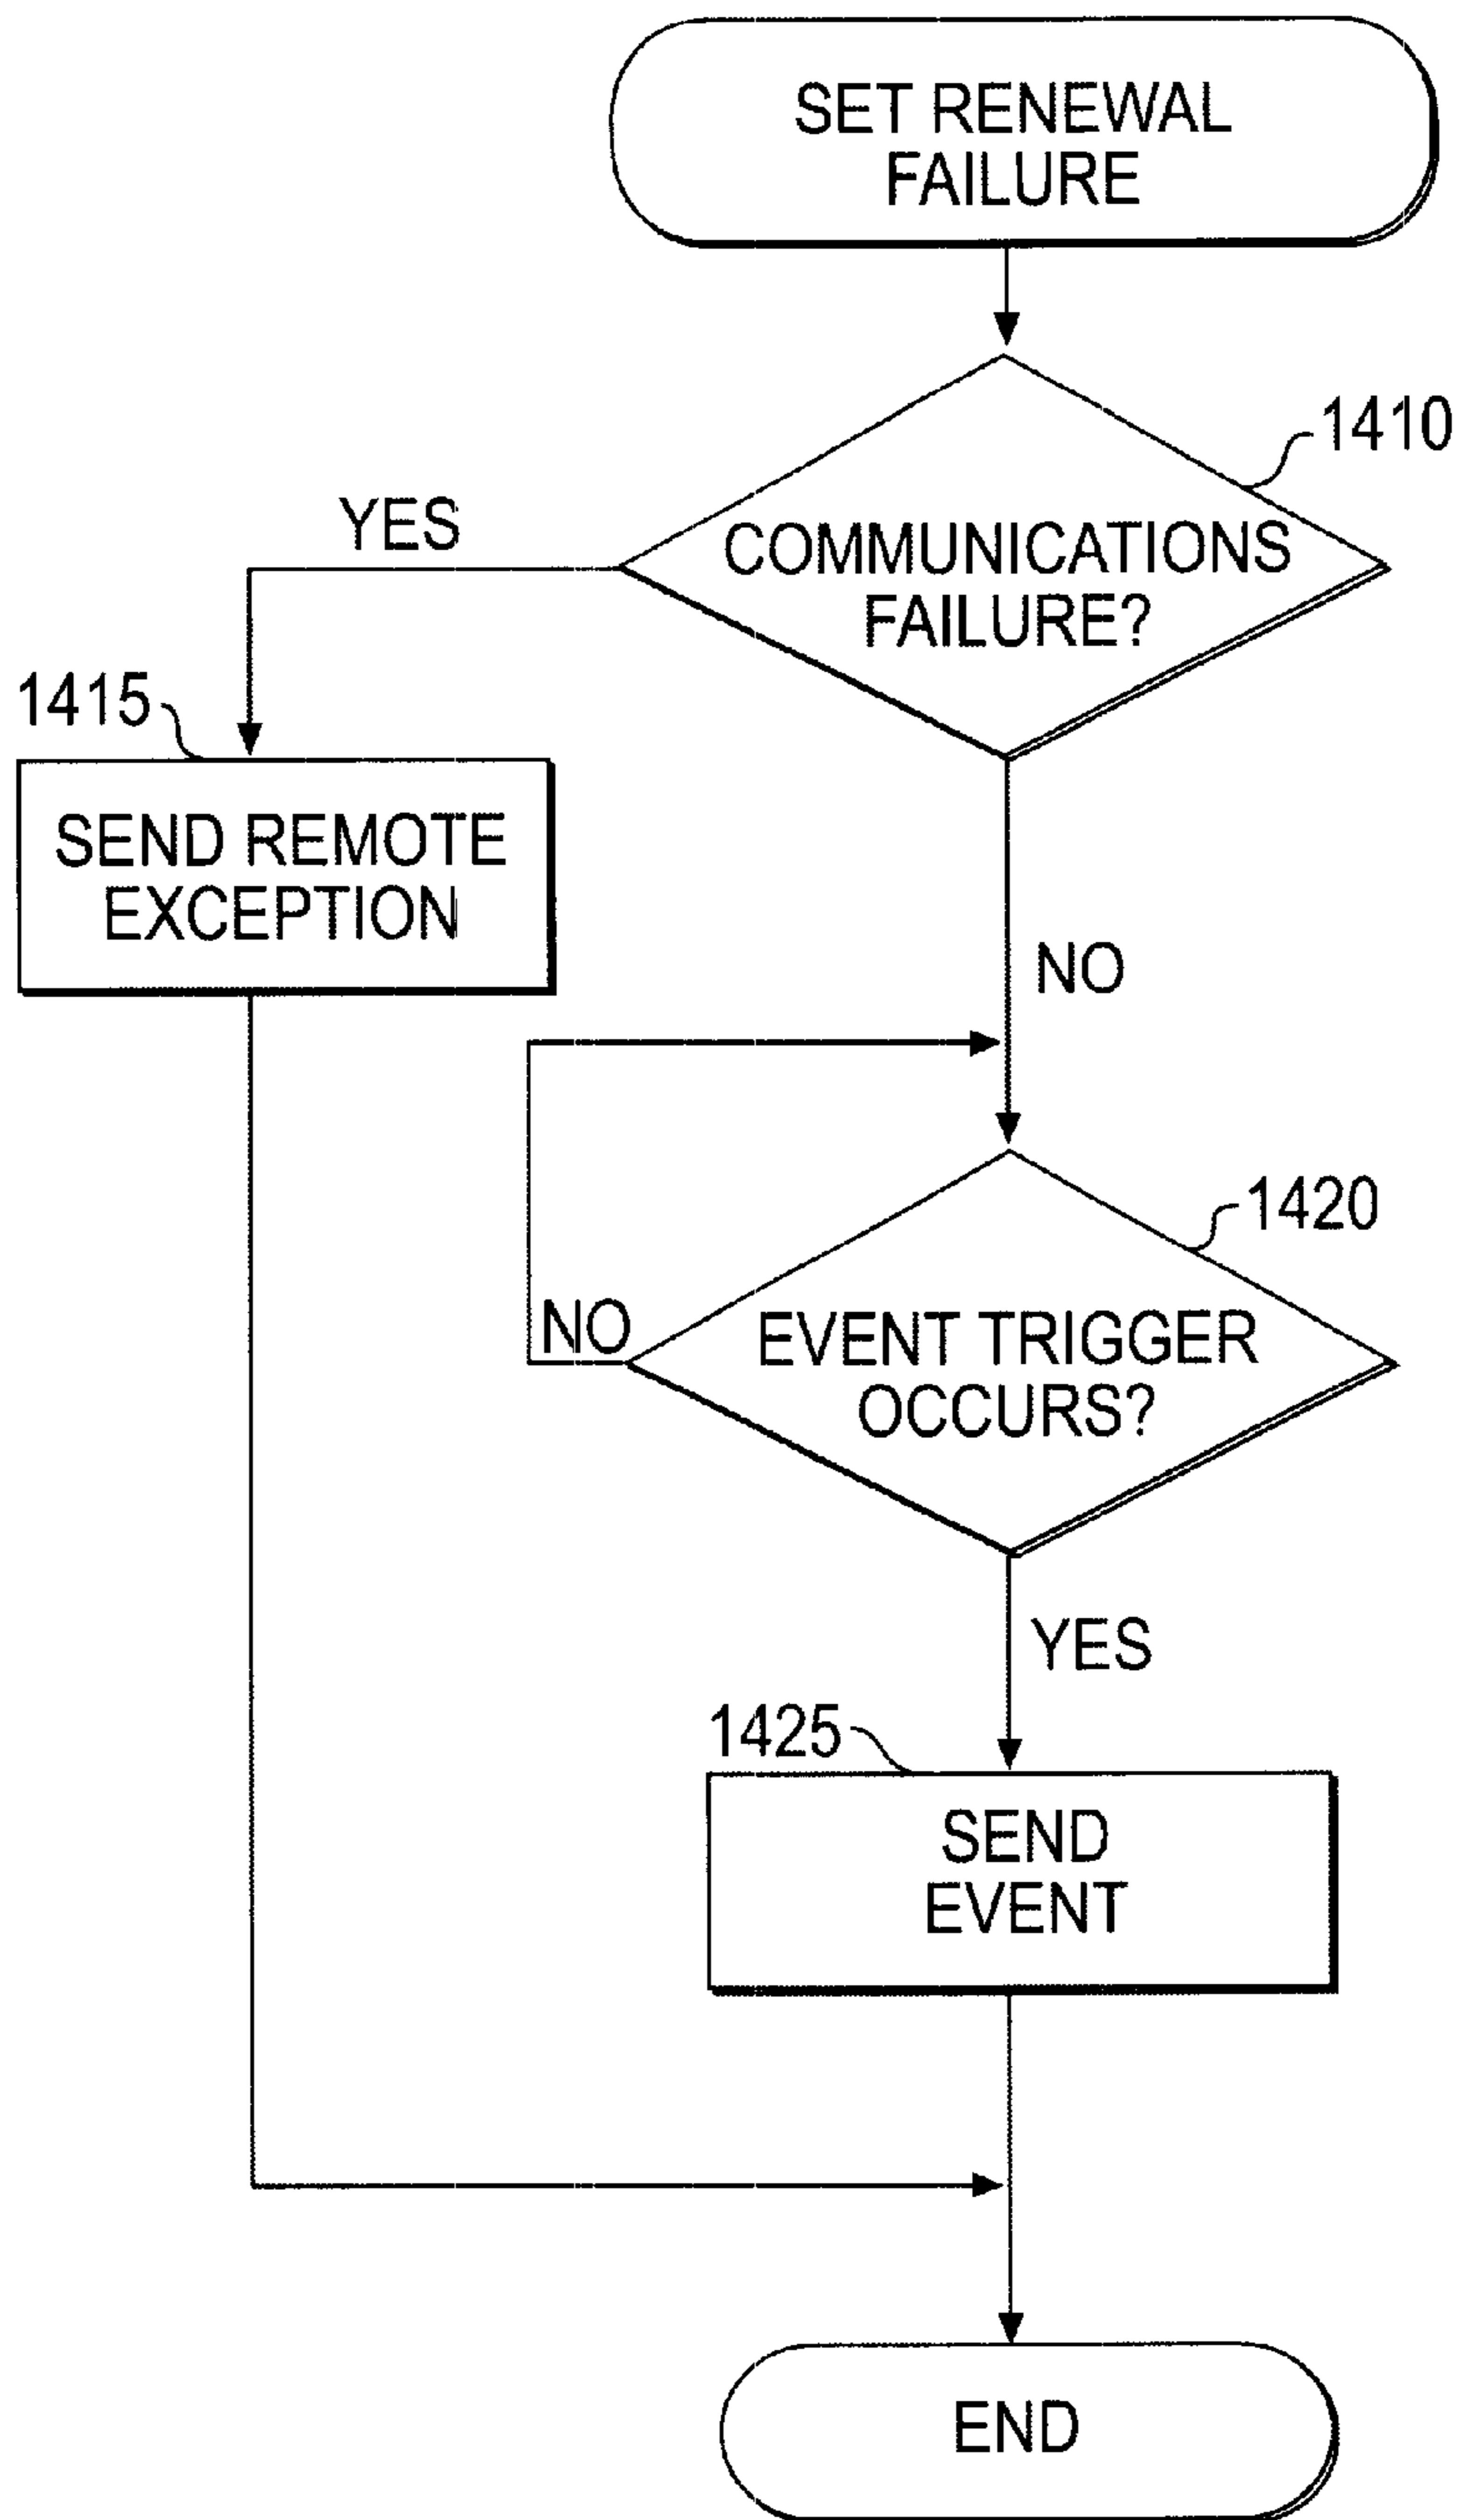 SET RENEWAL
FAILURE
1410
YES
COMMUNICATIONS
FAILURE?
1415
SEND REMOTE
EXCEPTION
NO
1420
NO
EVENT TRIGGER
OCCURS?
YES
1425
SEND
EVENT
END